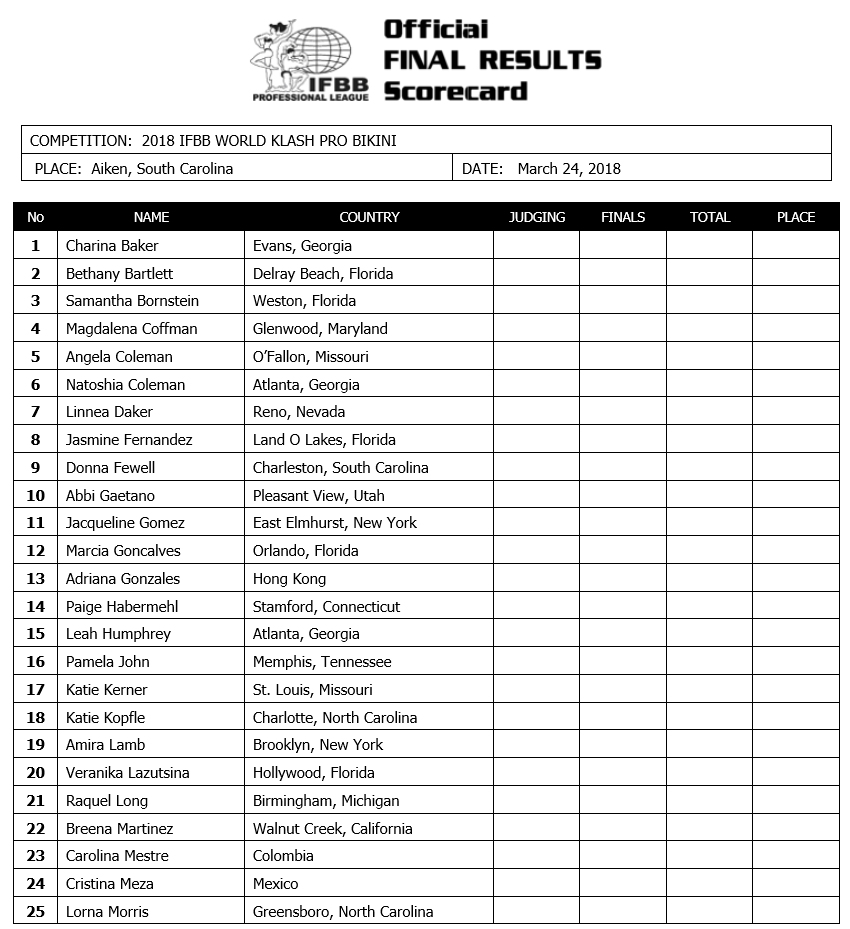 Official
FINAL RESULTS
Scorecard
IFBB
PROFESSIONAL LEAGUE
COMPETITION: 2018 IFBB WORLD KLASH PRO BIKINI
PLACE: Aiken, South Carolina DATE: March 24, 2018
No NAME COUNTRY JUDGING FINALS TOTAL PLACE
1 Charina Baker Evans, Georgia
2 Bethany Bartlett Delray Beach, Florida
3 Samantha Bornstein Weston, Florida
4 Magdalena Coffman Glenwood, Maryland
5 Angela Coleman O’Fallon, Missouri
6 Natoshia Coleman Atlanta, Georgia
7 Linnea Daker Reno, Nevada
8 Jasmine Fernandez Land O Lakes, Florida
9 Donna Fewell Charleston, South Carolina
10 Abbi Gaetano Pleasant View, Utah
11 Jacqueline Gomez East Elmhurst, New York
12 Marcia Goncalves Orlando, Florida
13 Adriana Gonzales Hong Kong
14 Paige Habermehl Stamford, Connecticut
15 Leah Humphrey Atlanta, Georgia
16 Pamela John Memphis, Tennessee
17 Katie Kerner St. Louis, Missouri
18 Katie Kopfle Charlotte, North Carolina
19 Amira Lamb Brooklyn, New York
20 Veranika Lazutsina Hollywood, Florida
21 Raquel Long Birmingham, Michigan
22 Breena Martinez Walnut Creek, California
23 Carolina Mestre Colombia
24 Cristina Meza Mexico
25 Lorna Morris Greensboro, North Carolina